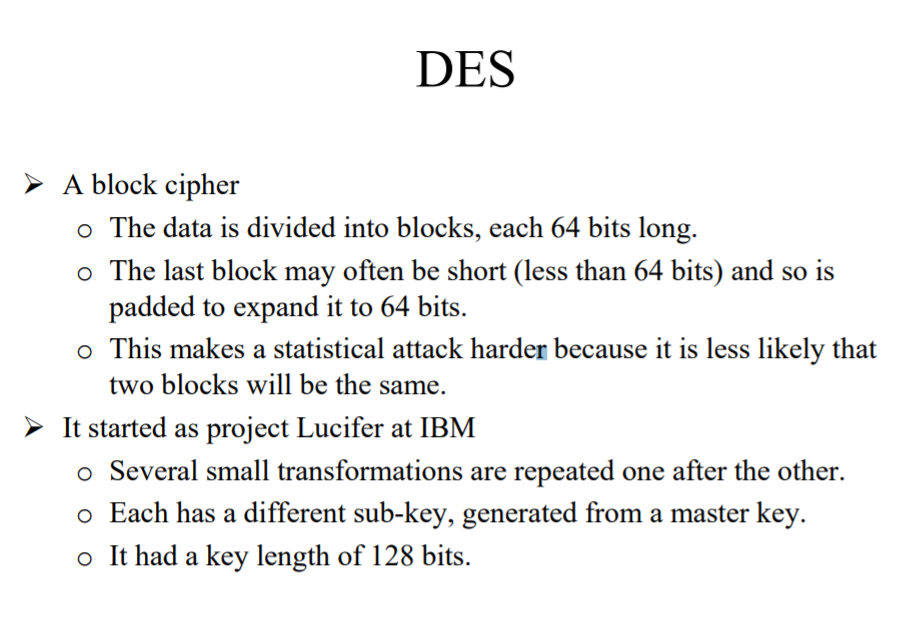 DES
➢ A block cipher
o The data is divided into blocks, each 64 bits long.
o The last block may often be short (less than 64 bits) and so is
padded to expand it to 64 bits.
o This makes a statistical attack harder because it is less likely that
two blocks will be the same.
➢ It started as project Lucifer at IBM
o Several small transformations are repeated one after the other.
o Each has a different sub-key, generated from a master key.
o It had a key length of 128 bits.